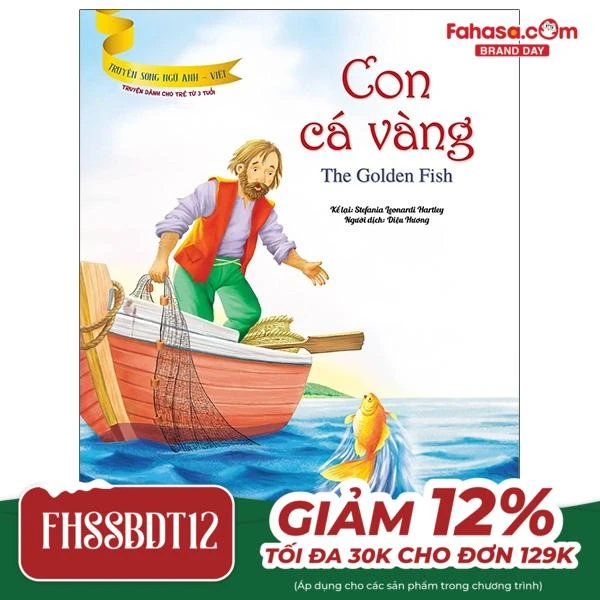 Fahasa.com
BRAND DAY
TRUYỆN SONG NGỮ ANH - VIỆT
TRUYỆN DÀNH CHO TRẺ TỪ 3 TUỔI
Con
cá vàng
The Golden Fish
Kể lại: Stefania Leonardi Hartley
Người dịch: Diệu Hương
FHSSBDT12
GIẢM 12%
TỐI ĐA 30K CHO ĐƠN 129K
(Áp dụng cho các sản phẩm trong chương trình)